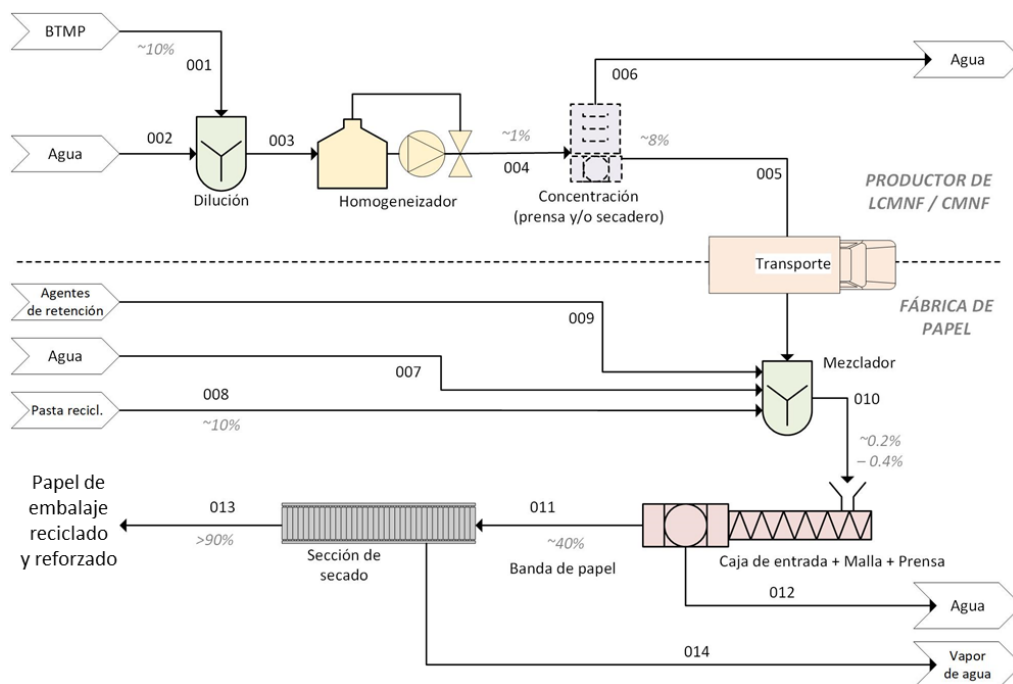 BTMP
~10%
001
006
Agua
Agua
002
003
~1%
004
~8%
005
Dilución
Homogeneizador
Concentración
(prensa y/o secadero)
PRODUCTOR DE
LCMNF / CMNF
Transporte
Agentes
de retención
009
FÁBRICA DE
PAPEL
Agua
007
Mezclador
Pasta recicl.
008
~10%
010
~0.2%
– 0.4%
Papel de
embalaje
reciclado
y reforzado
013
>90%
Sección de
secado
011
~40%
Banda de papel
Caja de entrada + Malla + Prensa
012
Agua
014
Vapor
de agua